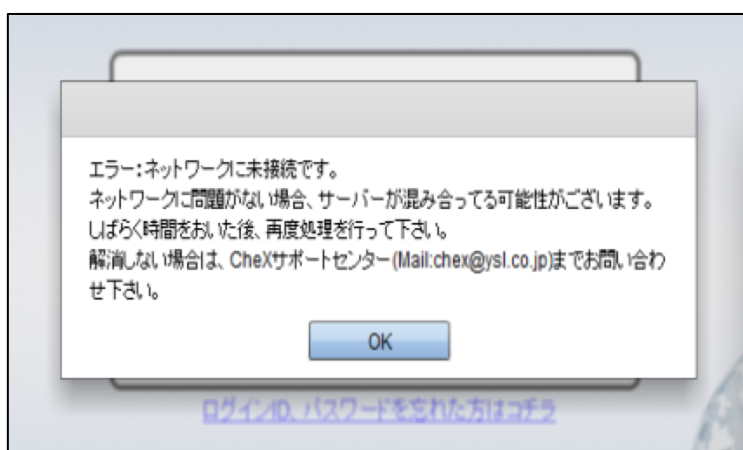 エラー:ネットワークに未接続です。
ネットワークに問題がない場合、サーバーが混み合ってる可能性がございます。
しばらく時間をおいた後、再度処理を行って下さい。
解消しない場合は、CheXサポートセンター(Mail:chex@ysl.co.jp)までお問い合わ
せ下さい。
OK
ログインID、パスワードを忘れた方はコチラ